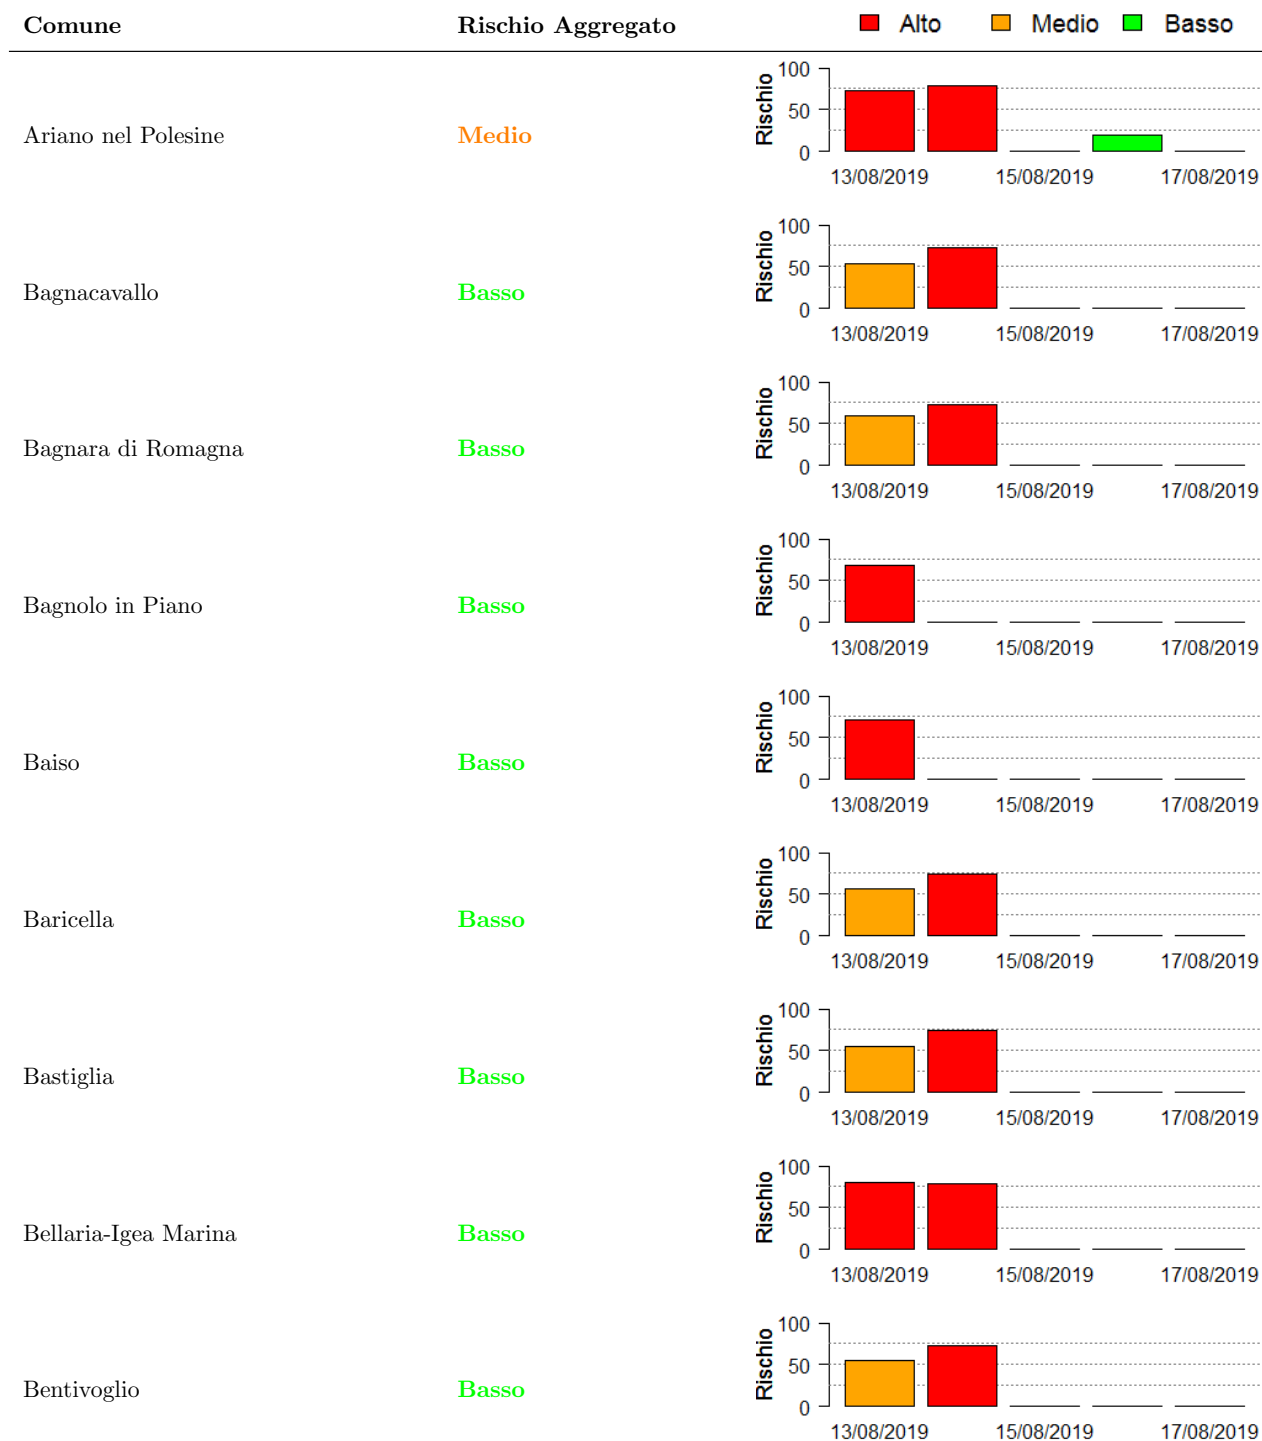 Comune Rischio Aggregato Alto Medio Basso
Ariano nel Polesine Medio Rischio 100 50 0
13/08/2019 15/08/2019 17/08/2019
Bagnacavallo Basso Rischio 100 50 0
13/08/2019 15/08/2019 17/08/2019
Bagnara di Romagna Basso Rischio 100 50 0
13/08/2019 15/08/2019 17/08/2019
Bagnolo in Piano Basso Rischio 100 50 0
13/08/2019 15/08/2019 17/08/2019
Baiso Basso Rischio 100 50 0
13/08/2019 15/08/2019 17/08/2019
Baricella Basso Rischio 100 50 0
13/08/2019 15/08/2019 17/08/2019
Bastiglia Basso Rischio 100 50 0
13/08/2019 15/08/2019 17/08/2019
Bellaria-Igea Marina Basso Rischio 100 50 0
13/08/2019 15/08/2019 17/08/2019
Bentivoglio Basso Rischio 100 50 0
13/08/2019 15/08/2019 17/08/2019